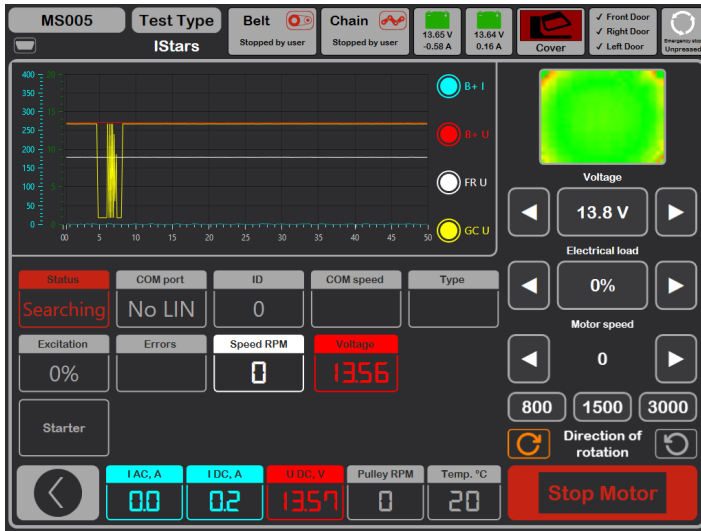 MS005
Test Type
IStars
Belt
Stopped by user
Chain
Stopped by user
13.65 V
-0.58 A
13.64 V
0.16 A
Cover
✓ Front Door
✓ Right Door
✓ Left Door
Emergency stop
Unpressed
400
350
300
250
200
150
100
50
0
20
15
10
5
0
00
5
10
15
20
25
30
35
40
45
50
B+ I
B+ U
FR U
GC U
Voltage
13.8 V
Electrical load
0%
Motor speed
0
800
1500
3000
Direction of
rotation
Status
Searching
COM port
No LIN
ID
0
COM speed
Type
Excitation
0%
Errors
Speed RPM
0
Voltage
13.56
Starter
I AC, A
0.0
I DC, A
0.2
U DC, V
13.57
Pulley RPM
0
Temp. °C
20
Stop Motor